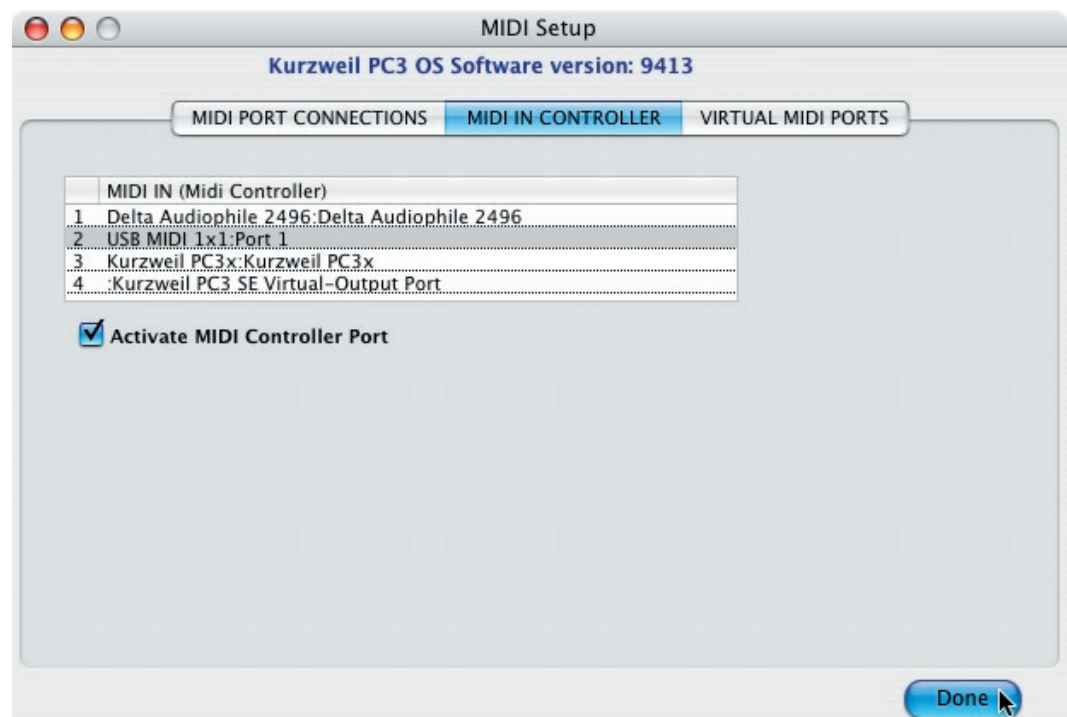 MIDI Setup
Kurzweil PC3 OS Software version: 9413
MIDI PORT CONNECTIONS MIDI IN CONTROLLER VIRTUAL MIDI PORTS
MIDI IN (Midi Controller)
1 Delta Audiophile 2496:Delta Audiophile 2496
2 USB MIDI 1x1:Port 1
3 Kurzweil PC3x:Kurzweil PC3x
4 :Kurzweil PC3 SE Virtual-Output Port
Activate MIDI Controller Port
Done